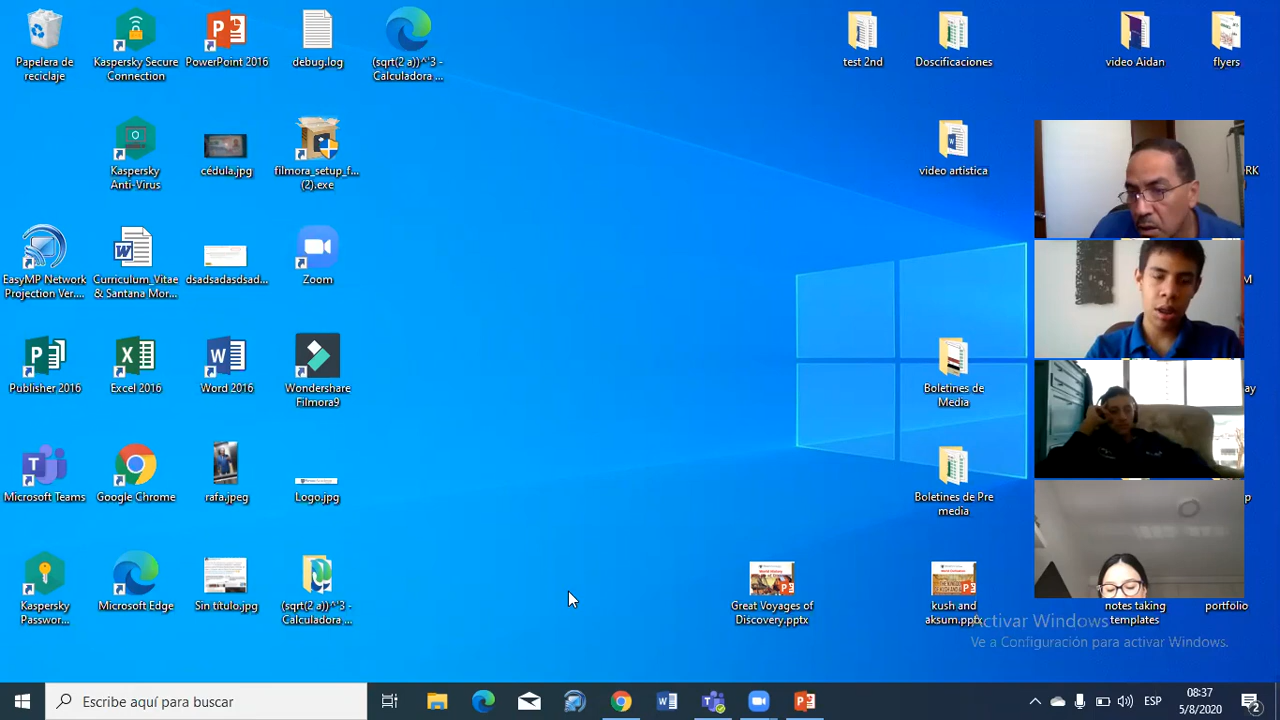 Papelera de
reciclaje
Kaspersky Secure
Connection
PowerPoint 2016
debug.log
(sqrt(2 a))^'3 -
Calculadora ...
test 2nd
Doscificaciones
video Aidan
flyers
Kaspersky
Anti-Virus
cédula.jpg
filmora_setup_f...
(2).exe
video artistica
RK
EasyMP Network
Projection Ver....
Curriculum_Vitae
& Santana Mor...
dsadsadasdsad...
Zoom
M
Publisher 2016
Excel 2016
Word 2016
Wondershare
Filmora9
Boletines de
Media
ay
Microsoft Teams
Google Chrome
rafa.jpeg
Logo.jpg
Boletines de Pre
media
p
Kaspersky
Passwor...
Microsoft Edge
Sin titulo.jpg
(sqrt(2 a))^'3 -
Calculadora ...
Great Voyages of
Discovery.pptx
kush and
aksum.pptx
notes taking
templates
portfolio
Activar Windows
Ve a Configuración para activar Windows.
Escribe aquí para buscar
ESP
08:37
5/8/2020
2